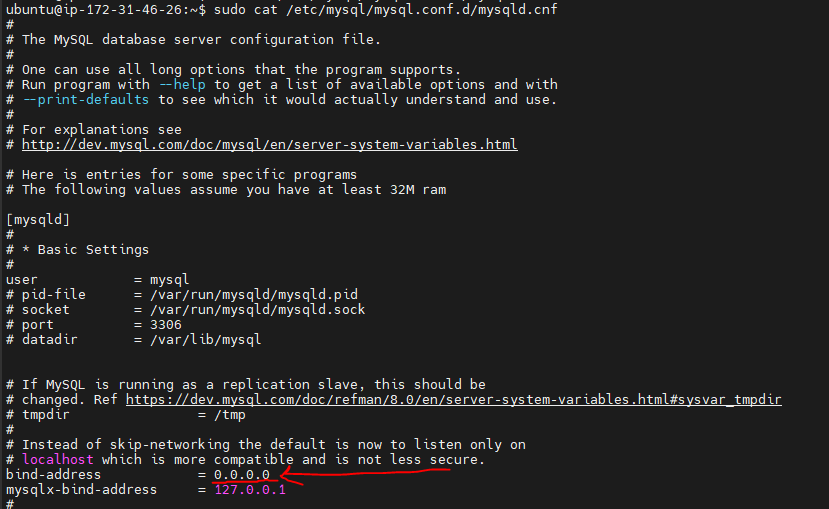 ubuntu@ip-172-31-46-26:~$ sudo cat /etc/mysql/mysql.conf.d/mysqld.cnf
#
# The MySQL database server configuration file.
#
# One can use all long options that the program supports.
# Run program with --help to get a list of available options and with
# --print-defaults to see which it would actually understand and use.
#
# For explanations see
# http://dev.mysql.com/doc/mysql/en/server-system-variables.html

# Here is entries for some specific programs
# The following values assume you have at least 32M ram

[mysqld]
#
# * Basic Settings
#
user            = mysql
# pid-file      = /var/run/mysqld/mysqld.pid
# socket        = /var/run/mysqld/mysqld.sock
# port          = 3306
# datadir       = /var/lib/mysql


# If MySQL is running as a replication slave, this should be
# changed. Ref https://dev.mysql.com/doc/refman/8.0/en/server-system-variables.html#sysvar_tmpdir
# tmpdir                = /tmp
#
# Instead of skip-networking the default is now to listen only on
# localhost which is more compatible and is not less secure.
bind-address            = 0.0.0.0
mysqlx-bind-address     = 127.0.0.1
#